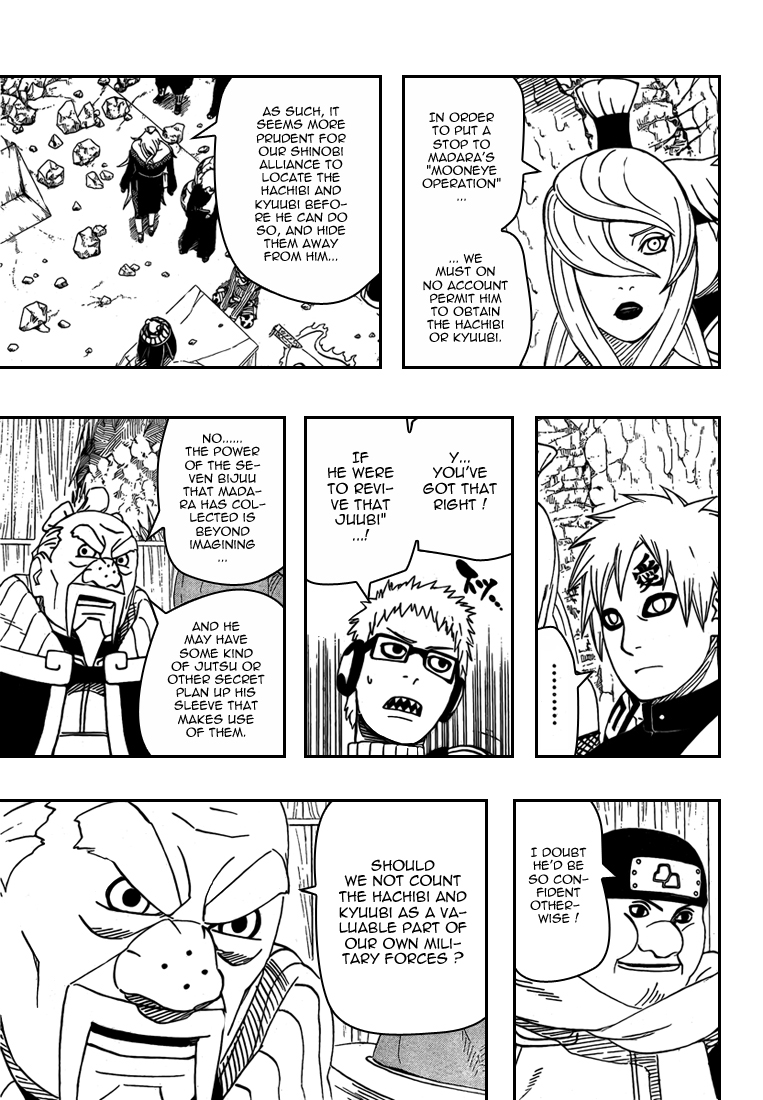 IN ORDER
TO PUT A
STOP TO
MADARA'S
"MOONEYE
OPERATION"
...
... WE
MUST ON
NO ACCOUNT
PERMIT HIM
TO OBTAIN
THE HACHIBI
OR KYUUBI.
AS SUCH, IT
SEEMS MORE
PRUDENT FOR
OUR SHINOBI
ALLIANCE TO
LOCATE THE
HACHIBI AND
KYUUBI BEFO-
RE HE CAN DO
SO, AND HIDE
THEM AWAY
FROM HIM...
.........
Y...
YOU'VE
GOT THAT
RIGHT !
IF
HE WERE
TO REVI-
VE THAT
JUUBI"
...!
NO......
THE POWER
OF THE SE-
VEN BIJUU
THAT MADA-
RA HAS COL-
LECTED IS
BEYOND
IMAGINING
...
AND HE
MAY HAVE
SOME KIND
OF JUTSU OR
OTHER SECRET
PLAN UP HIS
SLEEVE THAT
MAKES USE
OF THEM.
I DOUBT
HE'D BE
SO CON-
FIDENT
OTHER-
WISE !
SHOULD
WE NOT COUNT
THE HACHIBI AND
KYUUBI AS A VA-
LUABLE PART OF
OUR OWN MILI-
TARY FORCES ?